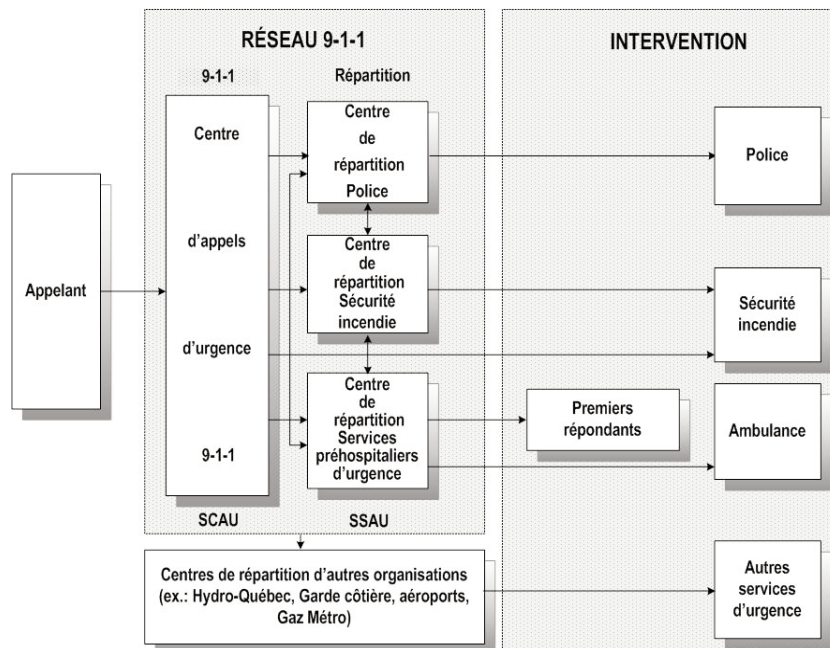 RÉSEAU 9-1-1
INTERVENTION
9-1-1
Répartition
Appelant
Centre
d'appels
d'urgence
9-1-1
SCAU
Centre
de
répartition
Police
Centre
de
répartition
Sécurité
incendie
Centre
de
répartition
Services
préhospitaliers
d'urgence
SSAU
Police
Sécurité
incendie
Premiers
répondants
Ambulance
Centres de répartition d'autres organisations
(ex.: Hydro-Québec, Garde côtière, aéroports,
Gaz Métro)
Autres
services
d'urgence